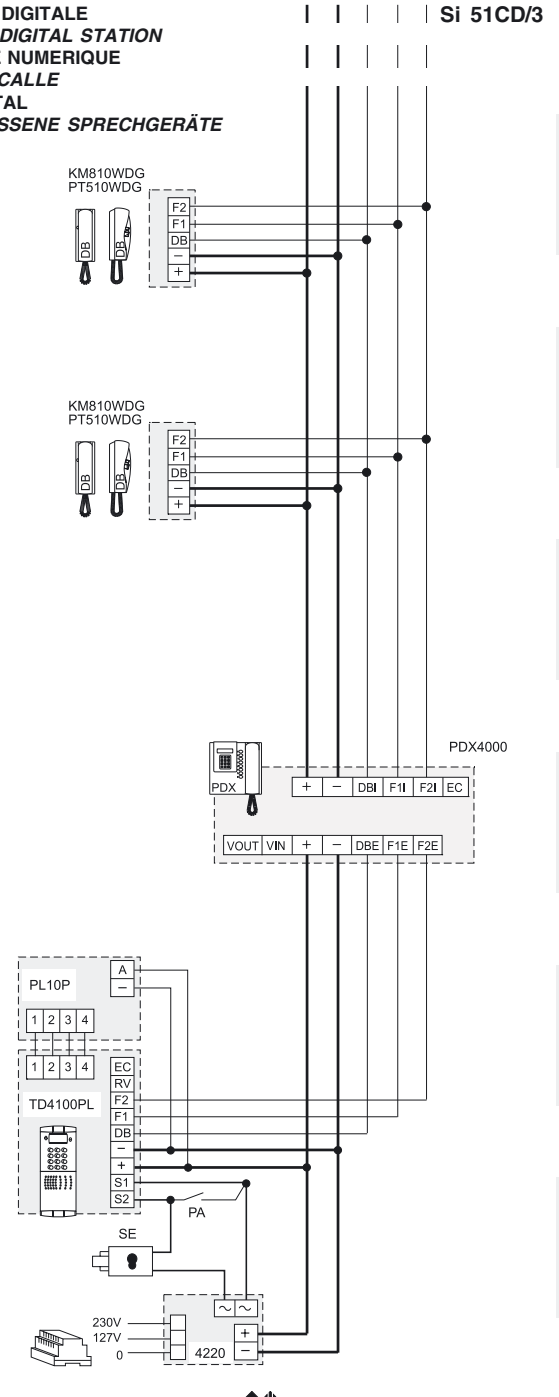 DIGITALE
DIGITAL STATION
NUMERIQUE
CALLE
TAL
SSENE SPRECHGERÄTE
Si 51CD/3
KM810WDG
PT510WDG
DB DB
F2
F1
DB
–
+
KM810WDG
PT510WDG
DB DB
F2
F1
DB
–
+
PDX4000
PDX
+ – DBI F1I F2I EC
VOUT VIN + – DBE F1E F2E
PL10P
A
–
1 2 3 4
1 2 3 4
TD4100PL
EC
RV
F2
F1
DB
–
+
S1
S2
PA
SE
~ ~
230V
127V
0
4220
+
–